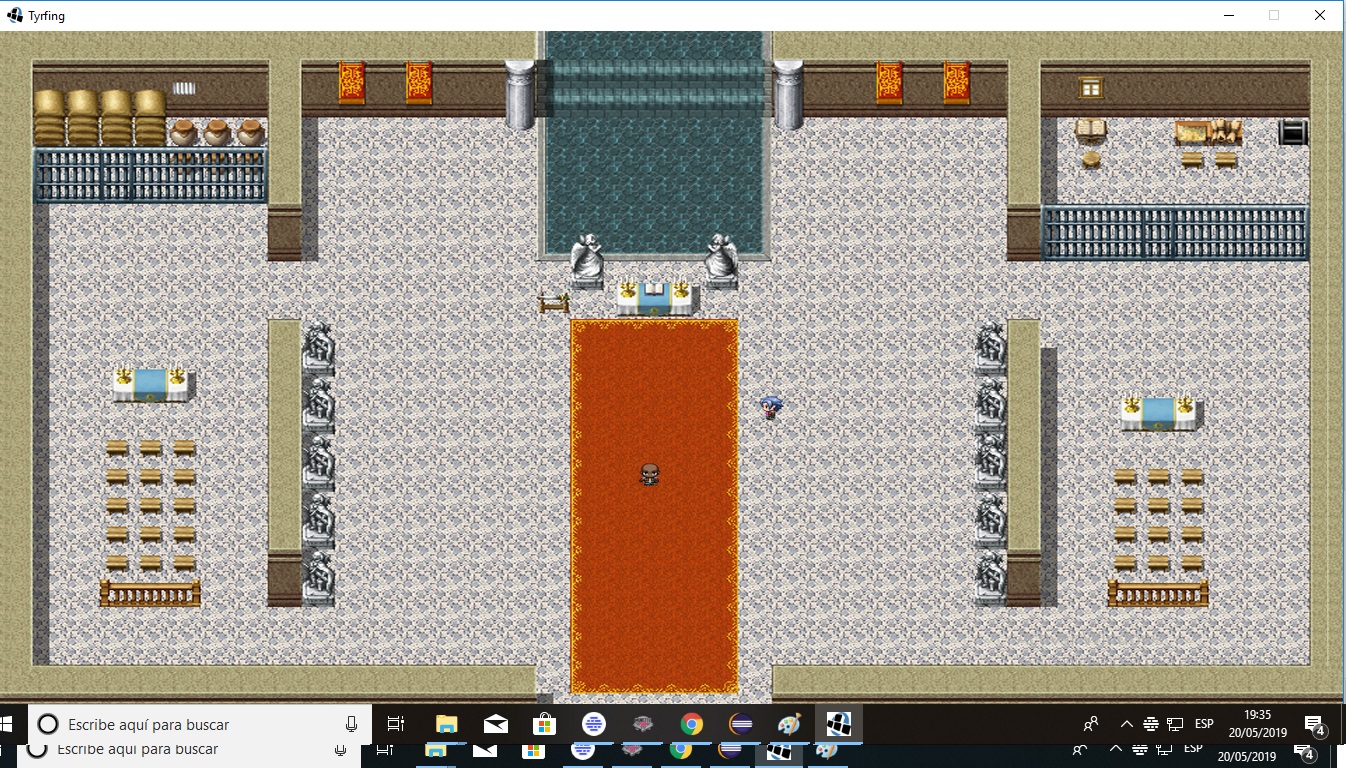 Tyrfing
Escribe aquí para buscar
ESP
19:35
20/05/2019
4
Escribe aquí para buscar
ESP
20/05/2019
4